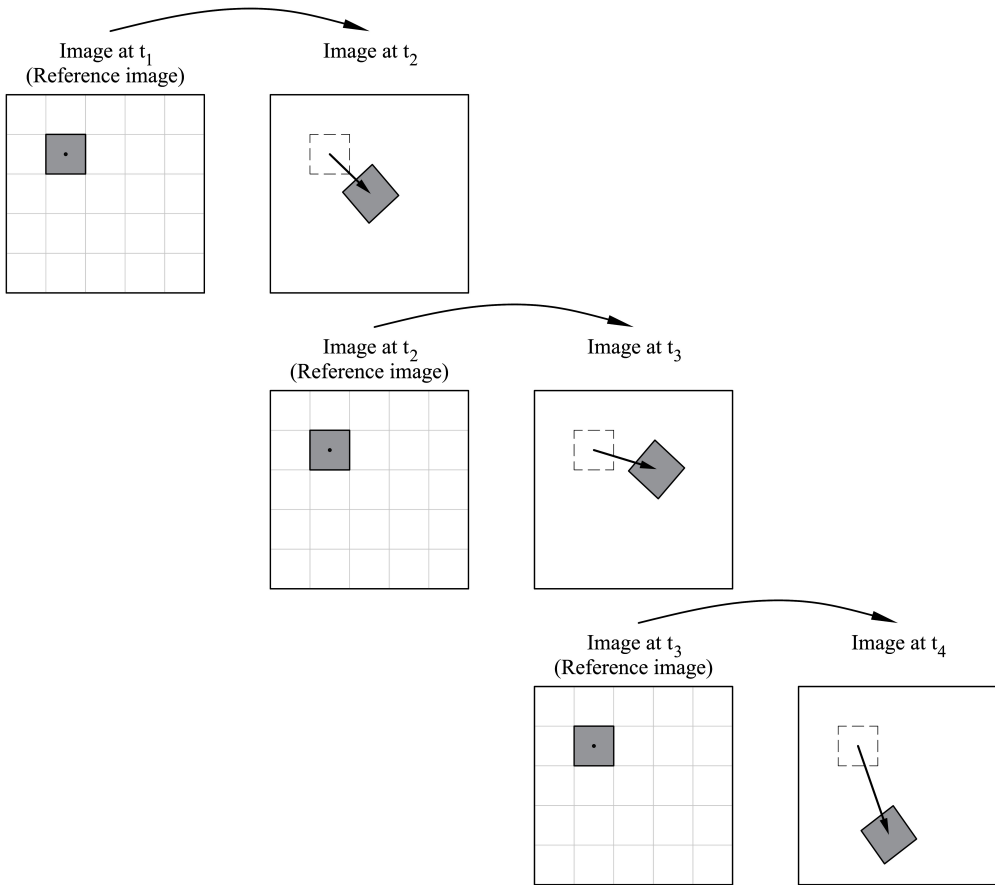 Image at t1
(Reference image)
Image at t2
Image at t2
(Reference image)
Image at t3
Image at t3
(Reference image)
Image at t4